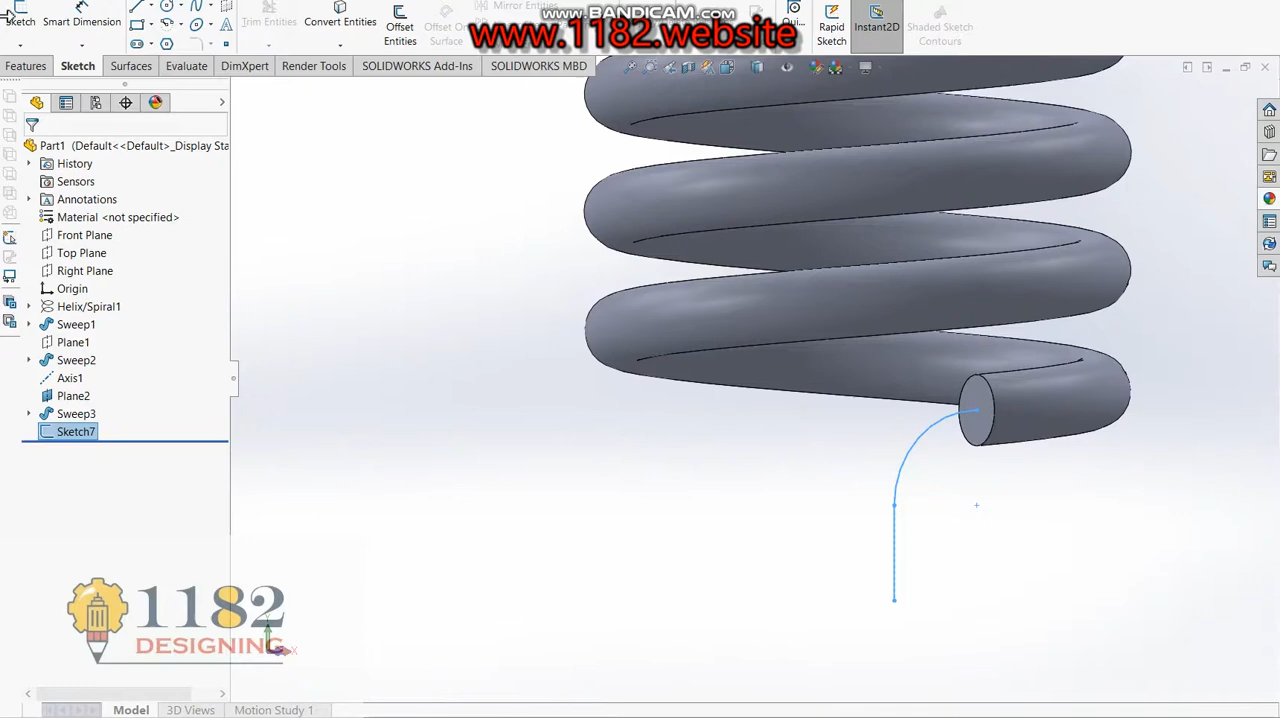 www.BANDICAM.com
www.1182.website
Sketch
Smart Dimension
Trim Entities
Convert Entities
Offset Entities
Offset On Surface
Mirror Entities
Rapid Sketch
Instant2D
Shaded Sketch Contours
Features
Sketch
Surfaces
Evaluate
DimXpert
Render Tools
SOLIDWORKS Add-Ins
SOLIDWORKS MBD
Part1 (Default<<Default>_Display Sta
History
Sensors
Annotations
Material <not specified>
Front Plane
Top Plane
Right Plane
Origin
Helix/Spiral1
Sweep1
Plane1
Sweep2
Axis1
Plane2
Sweep3
Sketch7
1182
DESIGNING
Model
3D Views
Motion Study 1